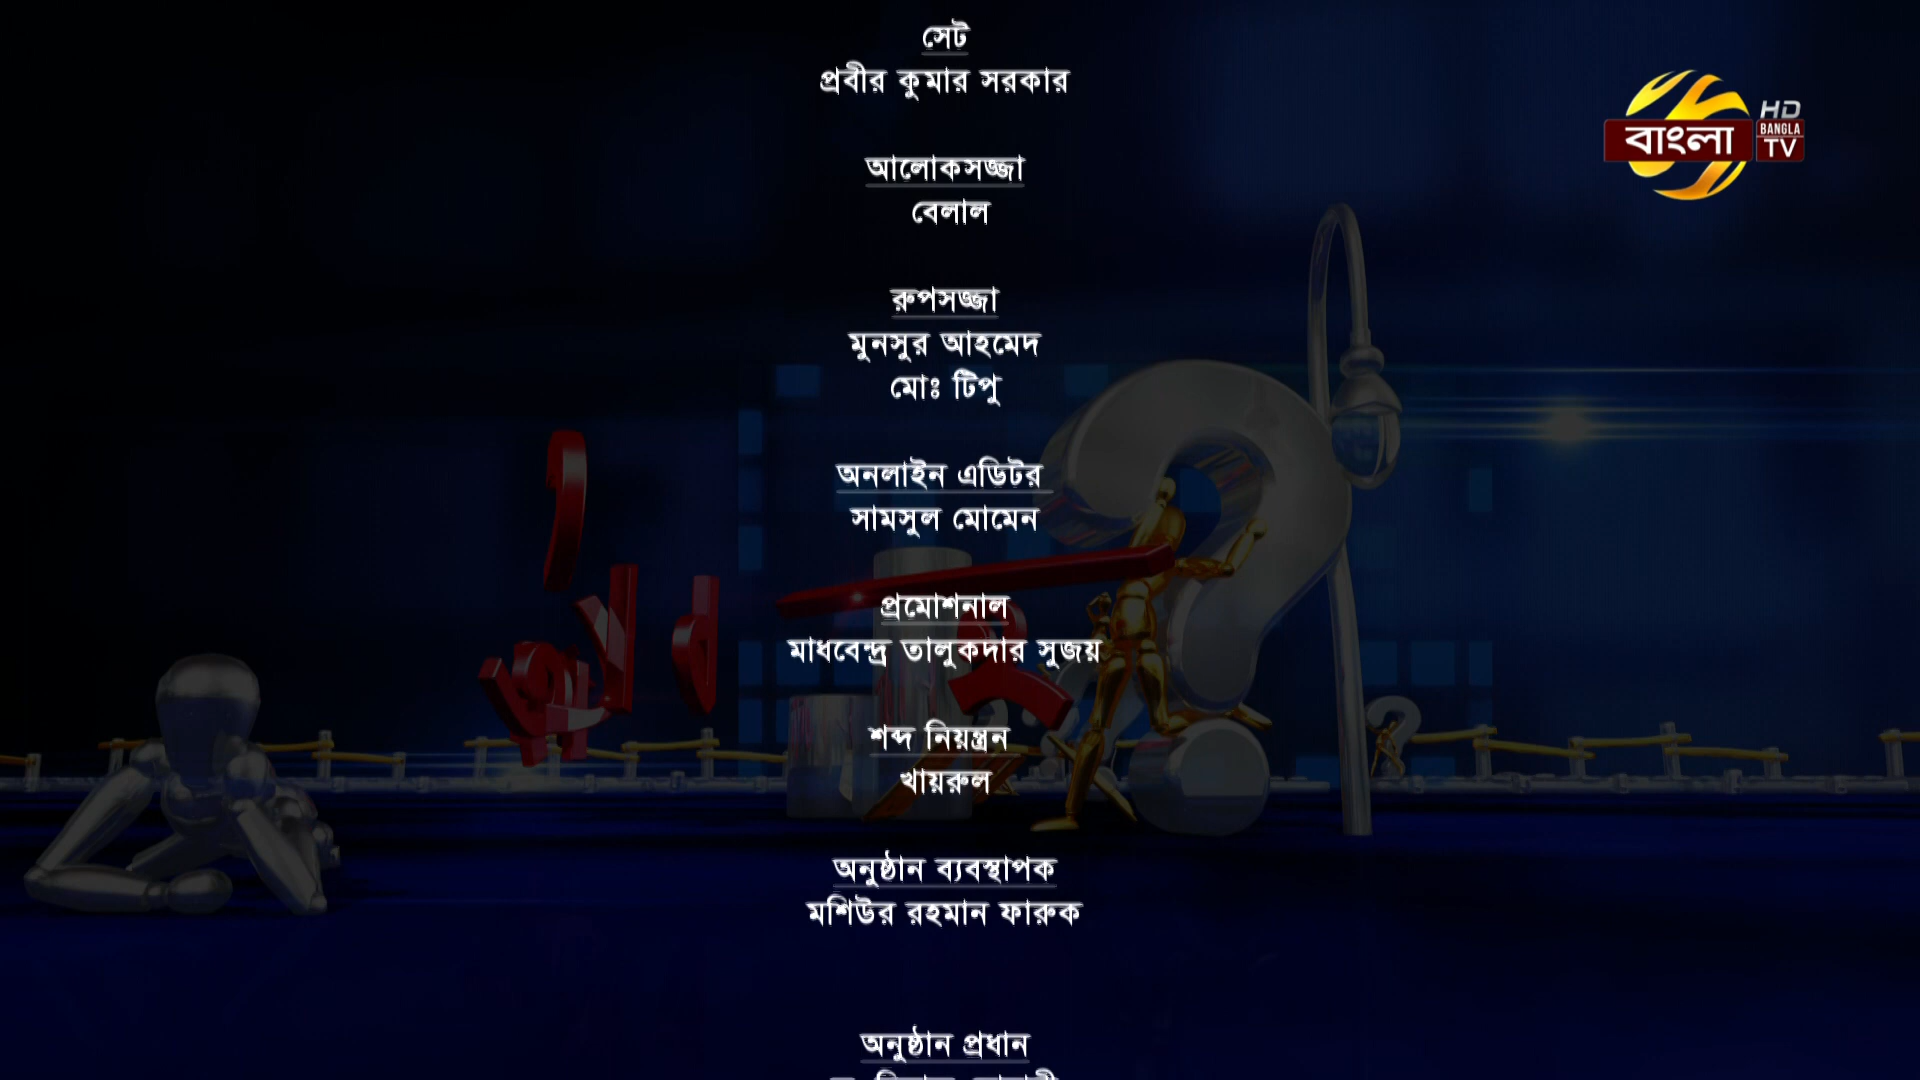 সেট
প্রবীর কুমার সরকার
বাংলা
HD
BANGLA
TV
আলোকসজ্জা
বেলাল
রুপসজ্জা
মুনসুর আহমেদ
মোঃ টিপু
অনলাইন এডিটর
সামসুল মোমেন
প্রমোশনাল
মাধবেন্দ্র তালুকদার সুজয়
শব্দ নিয়ন্ত্রন
খায়রুল
অনুষ্ঠান ব্যবস্থাপক
মশিউর রহমান ফারুক
অনুষ্ঠান প্রধান